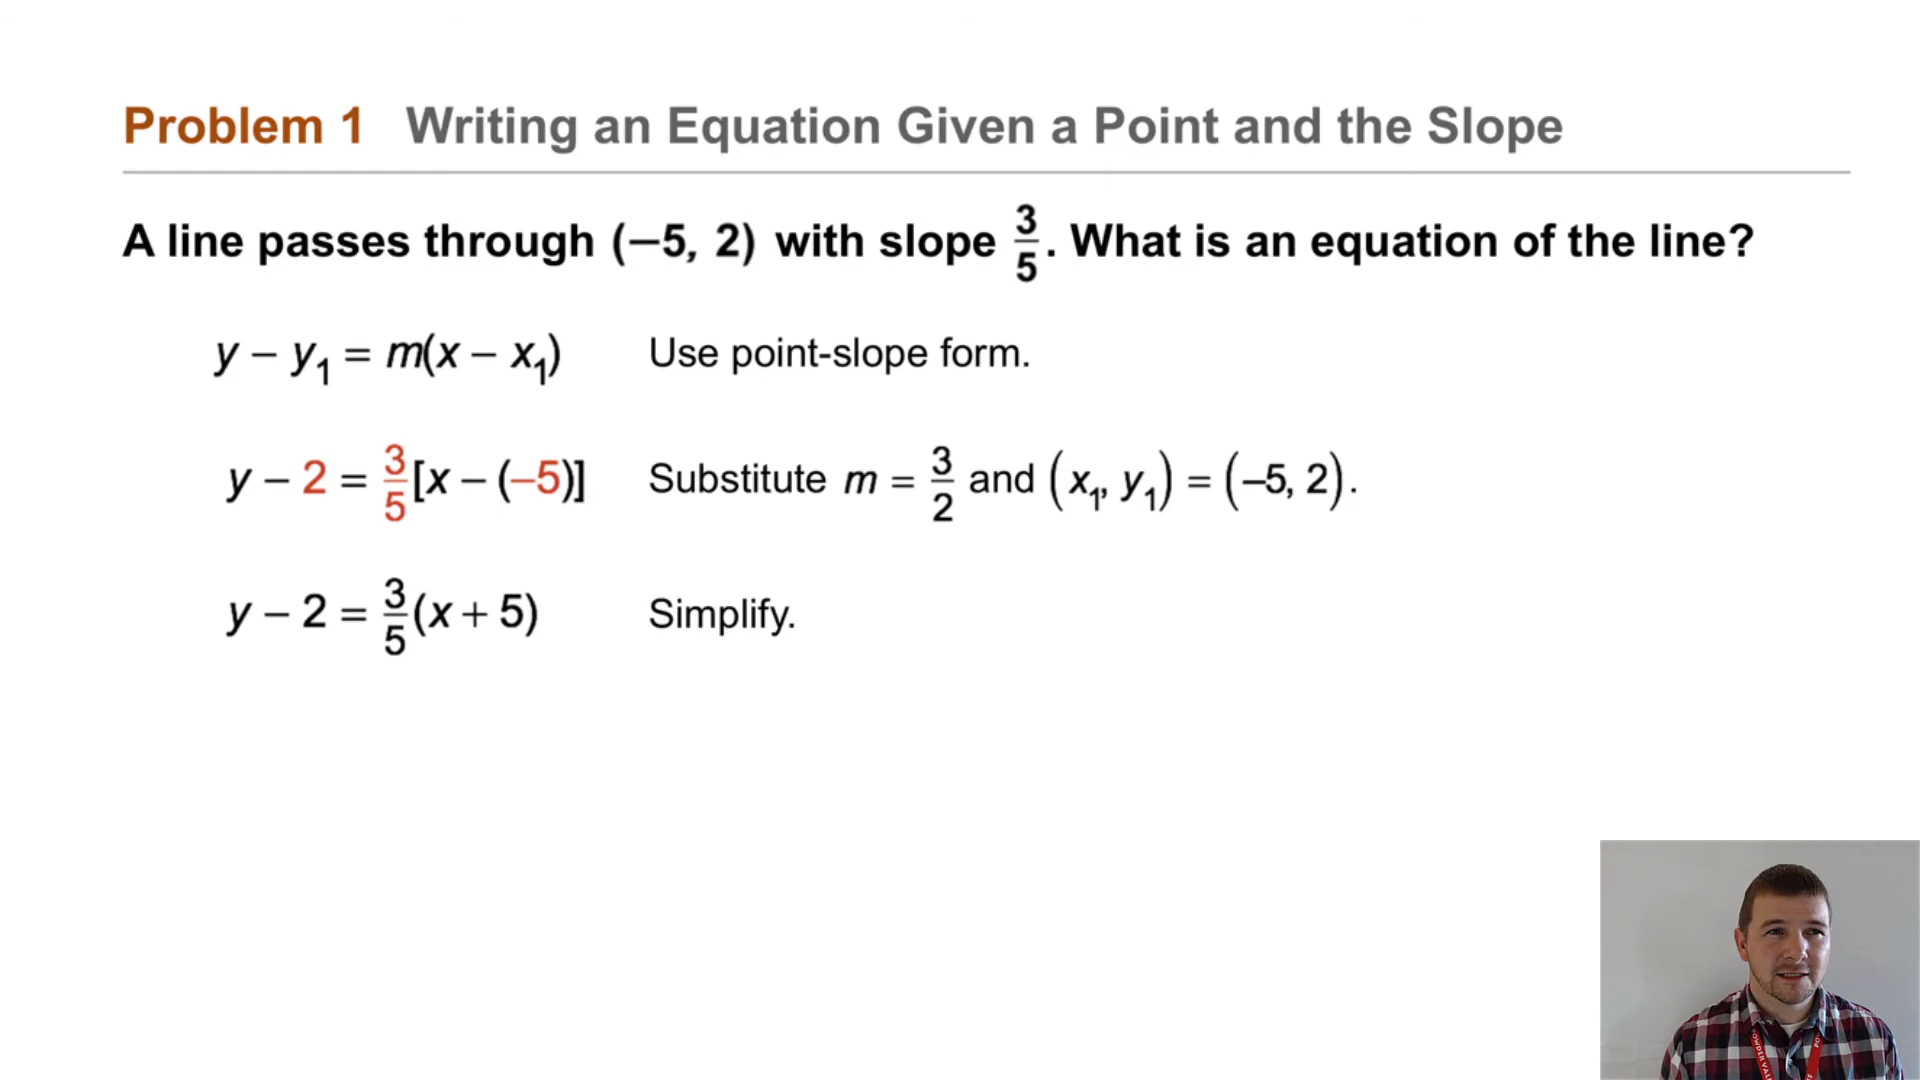 Problem 1 Writing an Equation Given a Point and the Slope
A line passes through (−5, 2) with slope 3/5. What is an equation of the line?
y − y₁ = m(x − x₁) Use point-slope form.
y − 2 = 3/5[x − (−5)] Substitute m = 3/2 and (x₁, y₁) = (−5, 2).
y − 2 = 3/5(x + 5) Simplify.